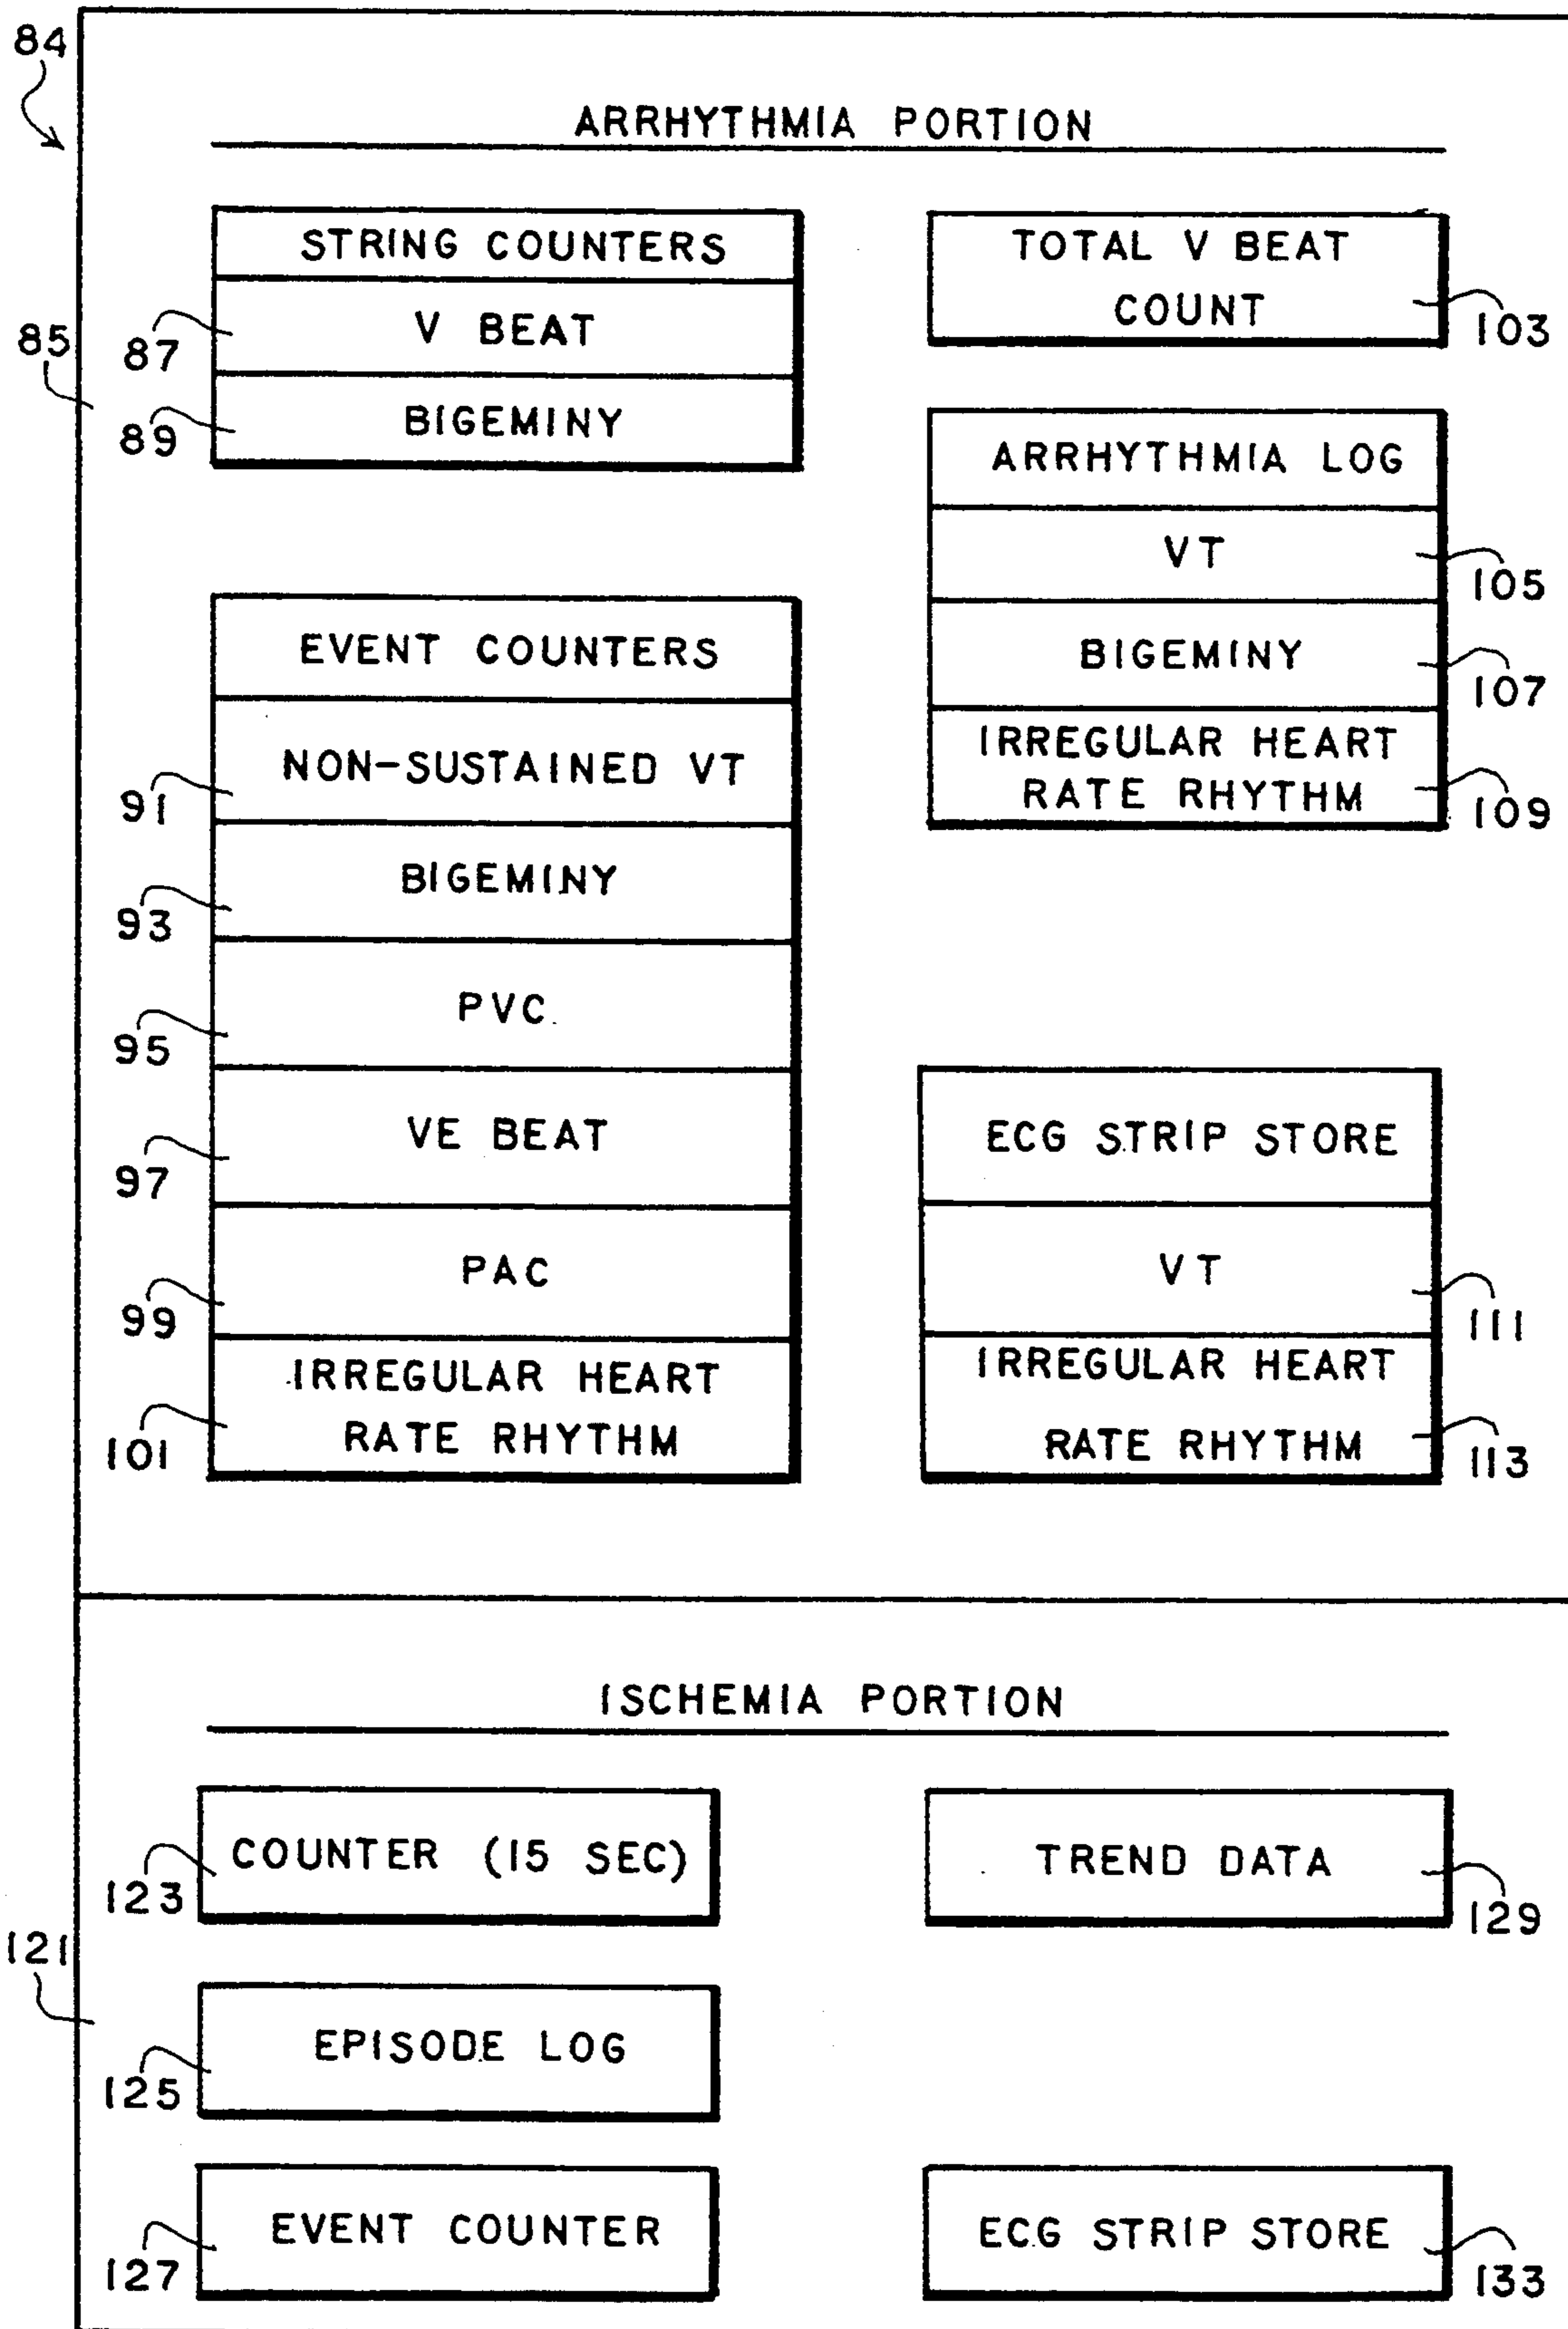 84
ARRHYTHMIA PORTION
85
STRING COUNTERS
V BEAT
87
BIGEMINY
89
EVENT COUNTERS
NON-SUSTAINED VT
91
BIGEMINY
93
PVC
95
VE BEAT
97
PAC
99
IRREGULAR HEART
RATE RHYTHM
101
TOTAL V BEAT
COUNT
103
ARRHYTHMIA LOG
VT
105
BIGEMINY
107
IRREGULAR HEART
RATE RHYTHM
109
ECG STRIP STORE
VT
111
IRREGULAR HEART
RATE RHYTHM
113
ISCHEMIA PORTION
121
COUNTER (15 SEC)
123
EPISODE LOG
125
EVENT COUNTER
127
TREND DATA
129
ECG STRIP STORE
133